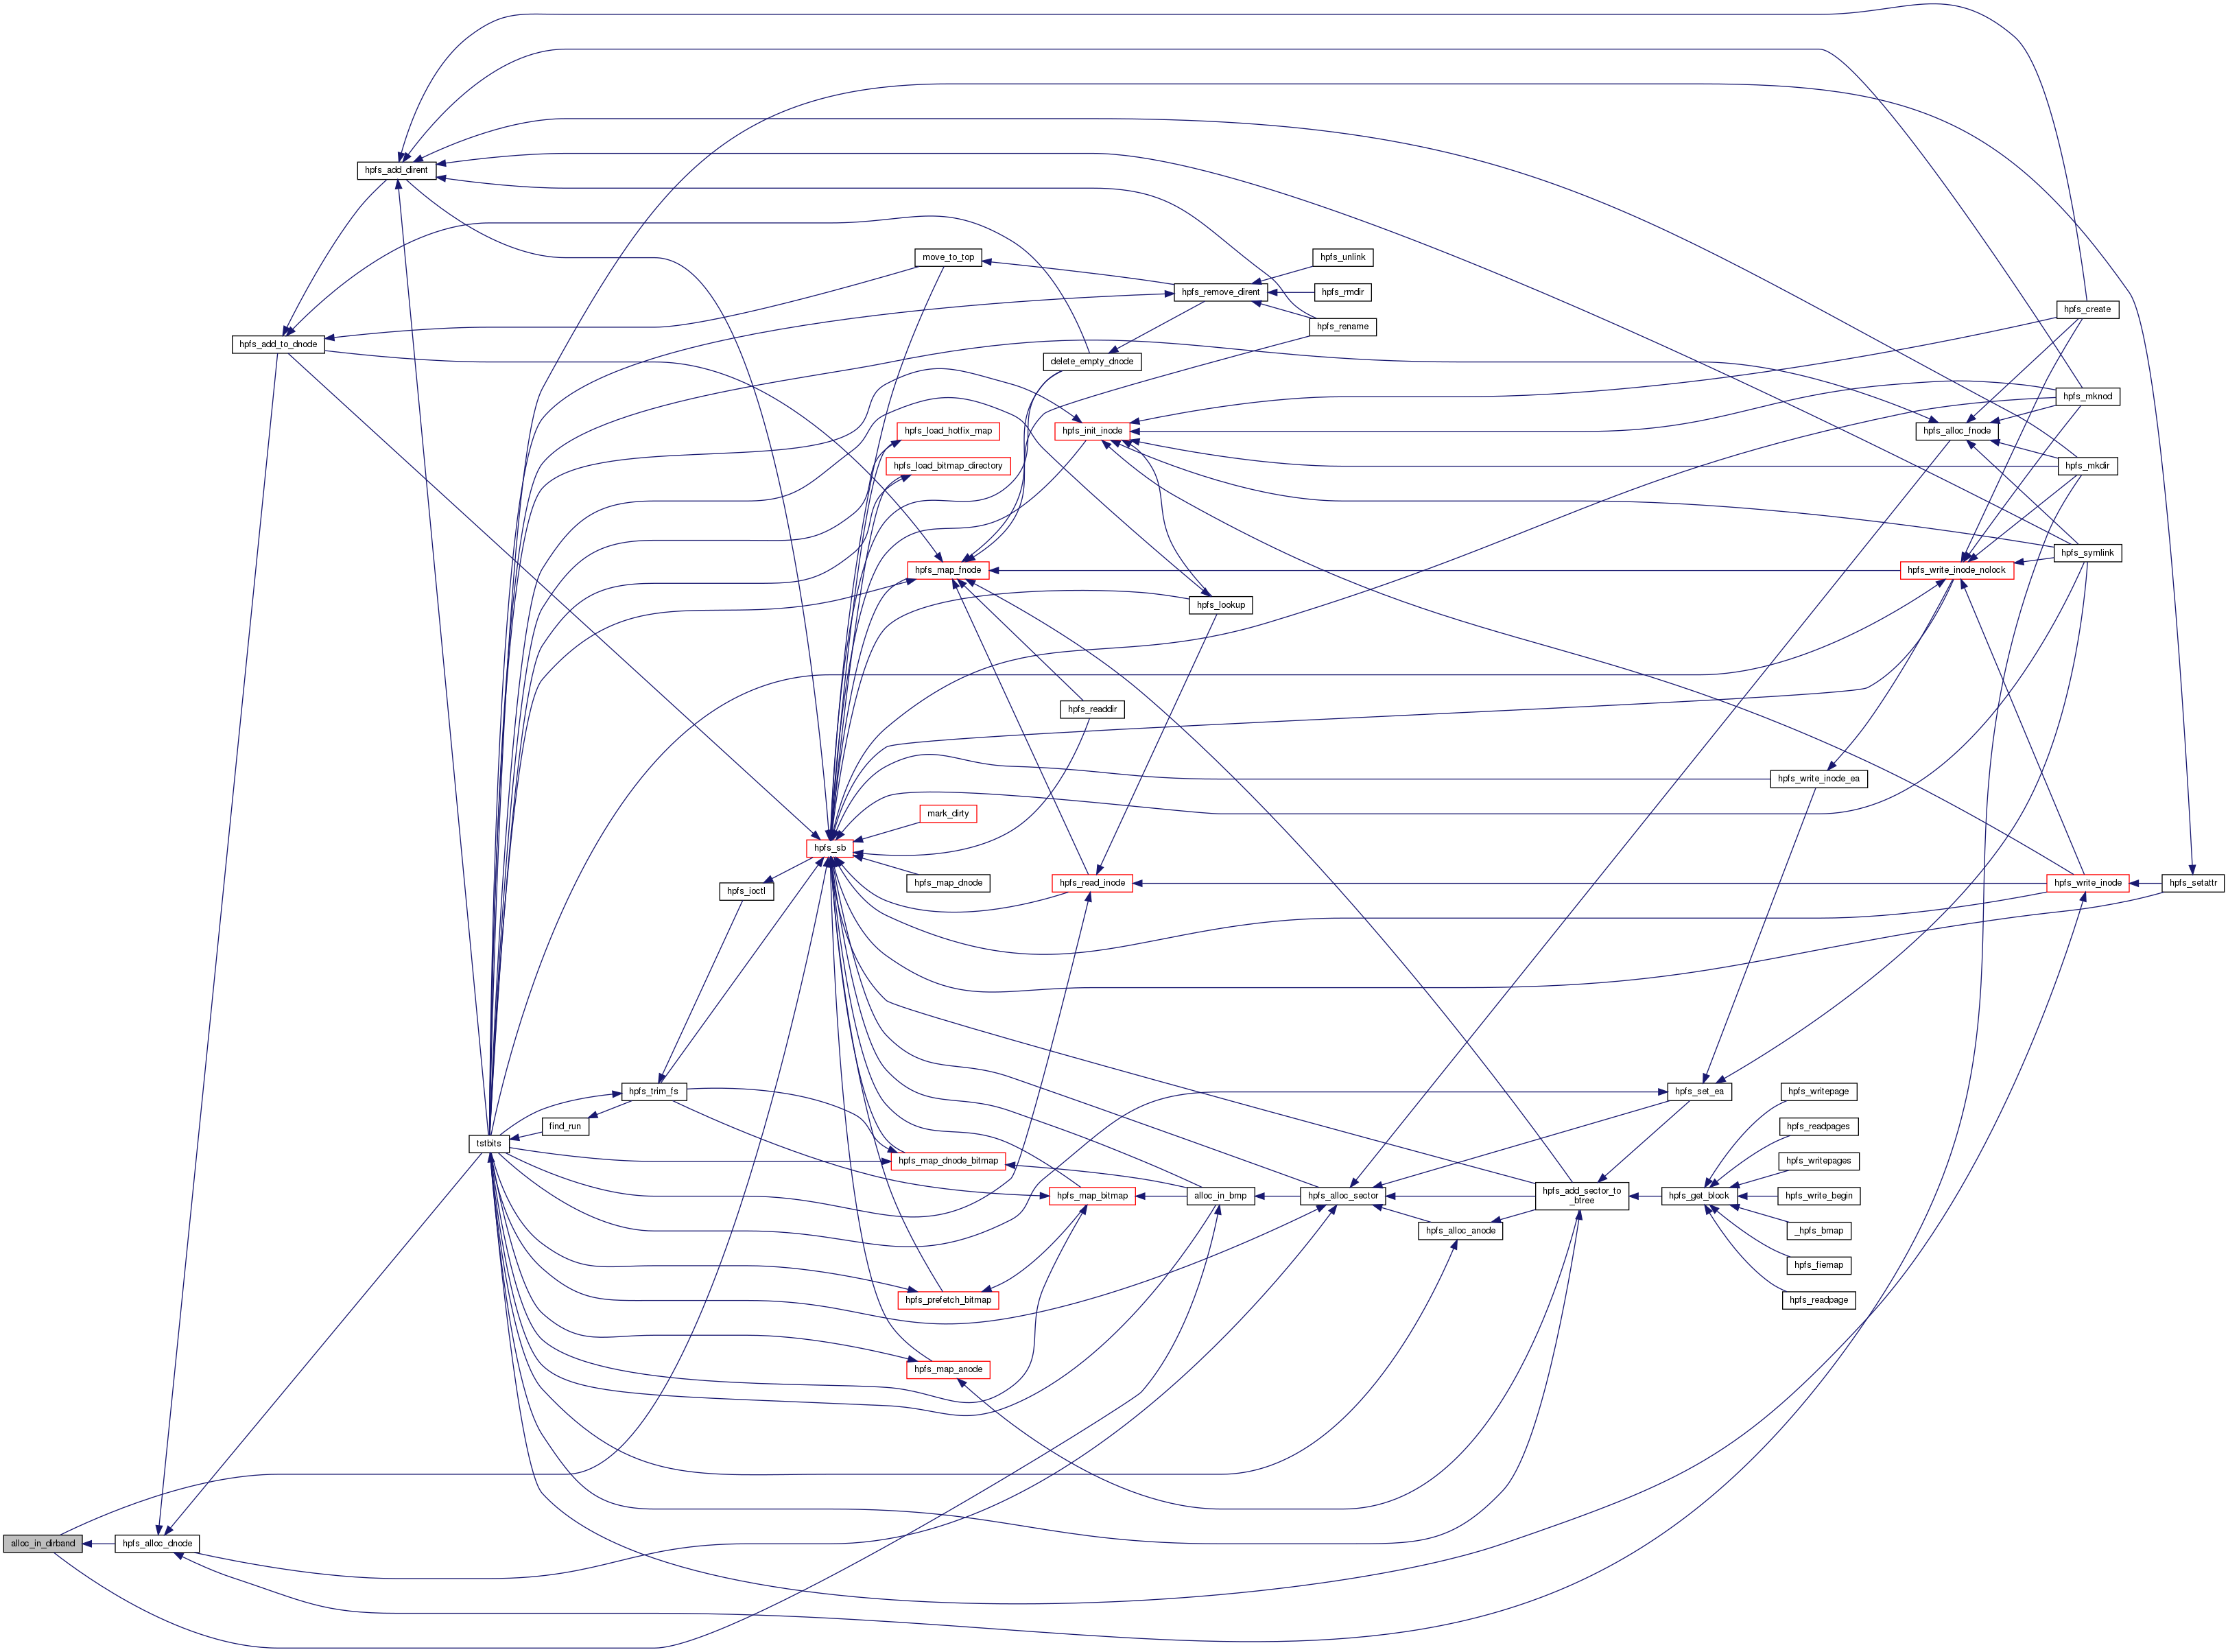 hpfs_add_dirent
hpfs_unlink
move_to_top
hpfs_remove_dirent
hpfs_rmdir
hpfs_create
hpfs_rename
hpfs_add_to_dnode
delete_empty_dnode
hpfs_mknod
hpfs_load_hotfix_map
hpfs_init_inode
hpfs_alloc_fnode
hpfs_load_bitmap_directory
hpfs_mkdir
hpfs_symlink
hpfs_map_fnode
hpfs_write_inode_nolock
hpfs_lookup
hpfs_readdir
hpfs_write_inode_ea
mark_dirty
hpfs_sb
hpfs_ioctl
hpfs_map_dnode
hpfs_read_inode
hpfs_write_inode
hpfs_setattr
hpfs_trim_fs
hpfs_set_ea
hpfs_writepage
find_run
hpfs_readpages
tstbits
hpfs_map_dnode_bitmap
hpfs_writepages
hpfs_map_bitmap
alloc_in_bmp
hpfs_alloc_sector
hpfs_add_sector_to
_btree
hpfs_get_block
hpfs_write_begin
hpfs_alloc_anode
_hpfs_bmap
hpfs_fiemap
hpfs_prefetch_bitmap
hpfs_readpage
hpfs_map_anode
alloc_in_dirband
hpfs_alloc_dnode